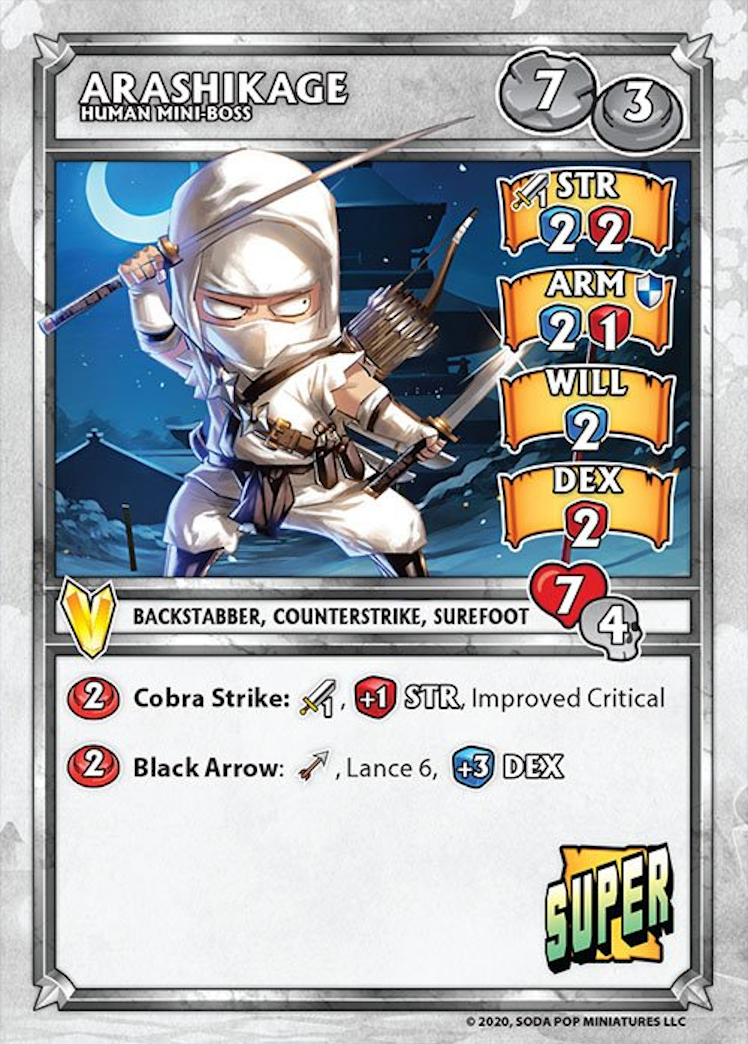 ARASHIKAGE
HUMAN MINI-BOSS
7 3
STR
2 2
ARM
2 1
WILL
2
DEX
2
7
BACKSTABBER, COUNTERSTRIKE, SUREFOOT
4
2 Cobra Strike: , +1 STR, Improved Critical
2 Black Arrow: , Lance 6, +3 DEX
SUPER
© 2020, SODA POP MINIATURES LLC